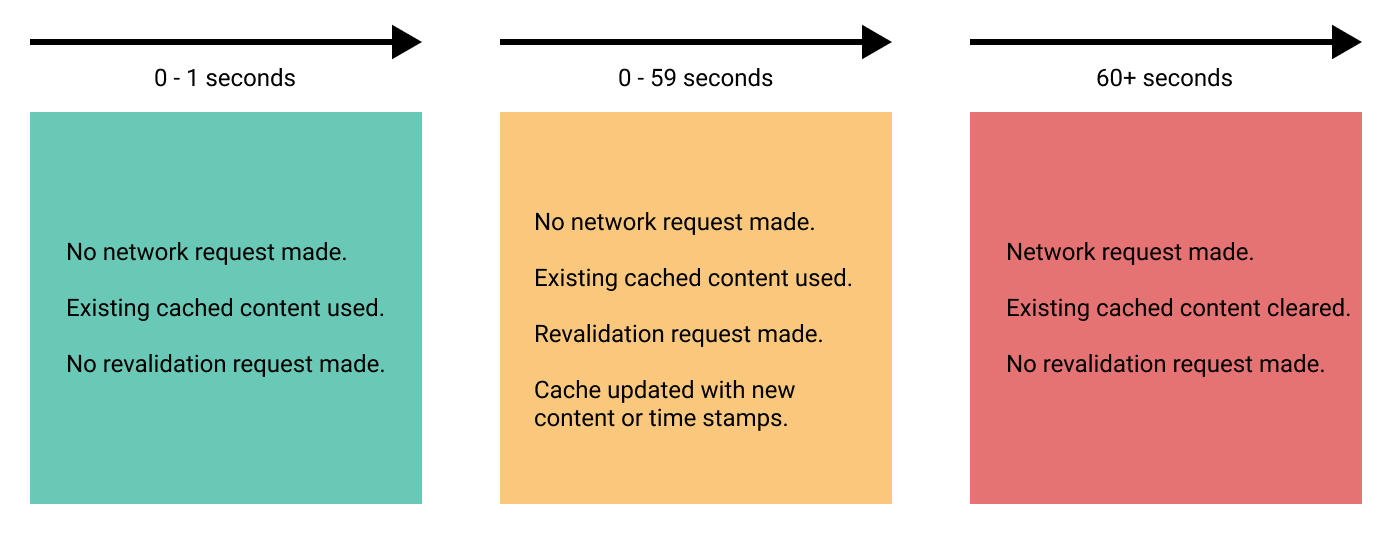 0 - 1 seconds
No network request made.
Existing cached content used.
No revalidation request made.
0 - 59 seconds
No network request made.
Existing cached content used.
Revalidation request made.
Cache updated with new
content or time stamps.
60+ seconds
Network request made.
Existing cached content cleared.
No revalidation request made.